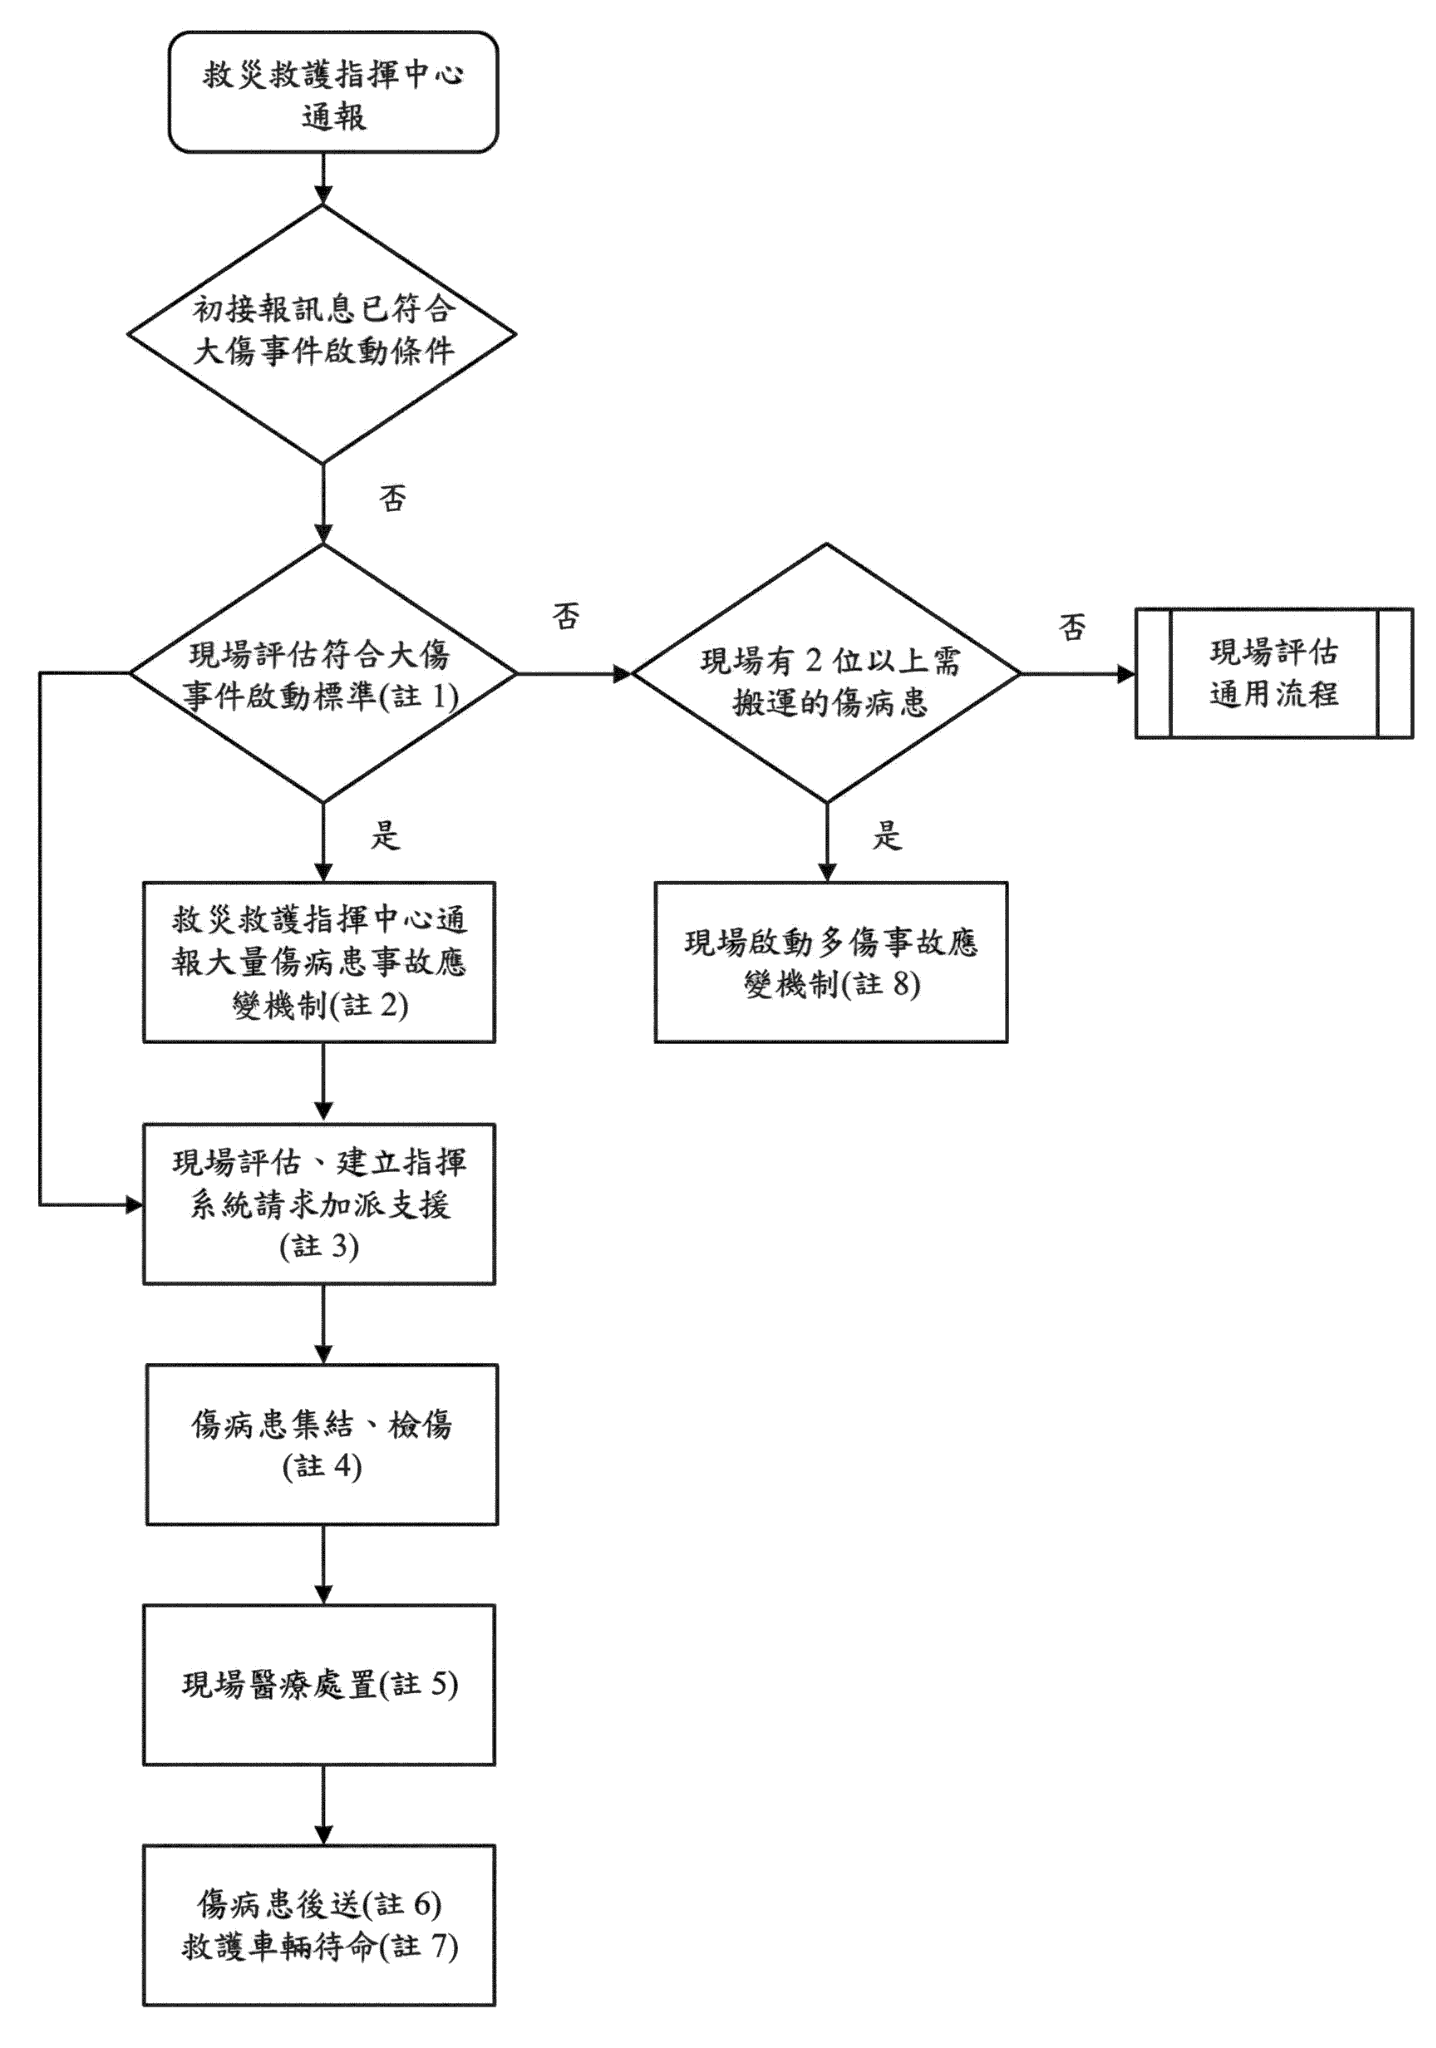 救災救護指揮中心
通報
初接報訊息已符合
大傷事件啟動條件
否
現場評估符合大傷
事件啟動標準(註 1)
否
現場有 2 位以上需
搬運的傷病患
否
現場評估
通用流程
是
是
救災救護指揮中心通
報大量傷病患事故應
變機制(註 2)
現場啟動多傷事故應
變機制(註 8)
現場評估、建立指揮
系統請求加派支援
(註 3)
傷病患集結、檢傷
(註 4)
現場醫療處置(註 5)
傷病患後送(註 6)
救護車輛待命(註 7)